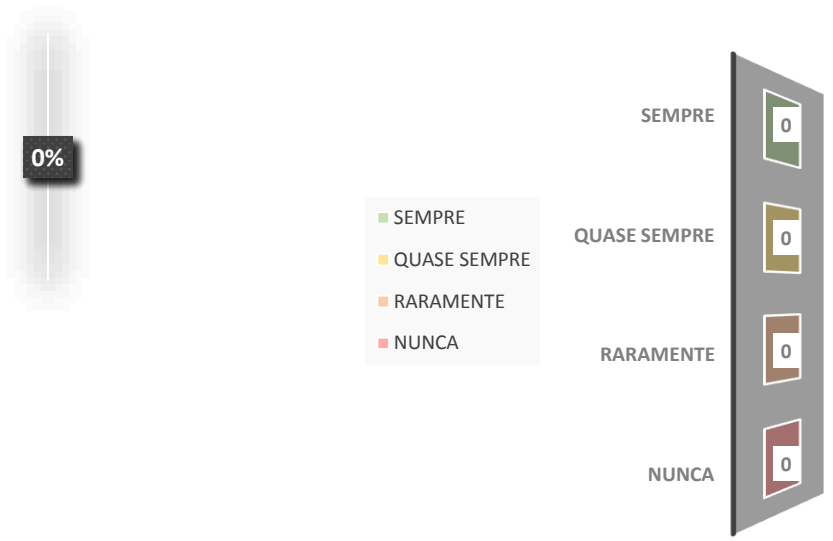 0%
SEMPRE
QUASE SEMPRE
RARAMENTE
NUNCA
SEMPRE 0
QUASE SEMPRE 0
RARAMENTE 0
NUNCA 0